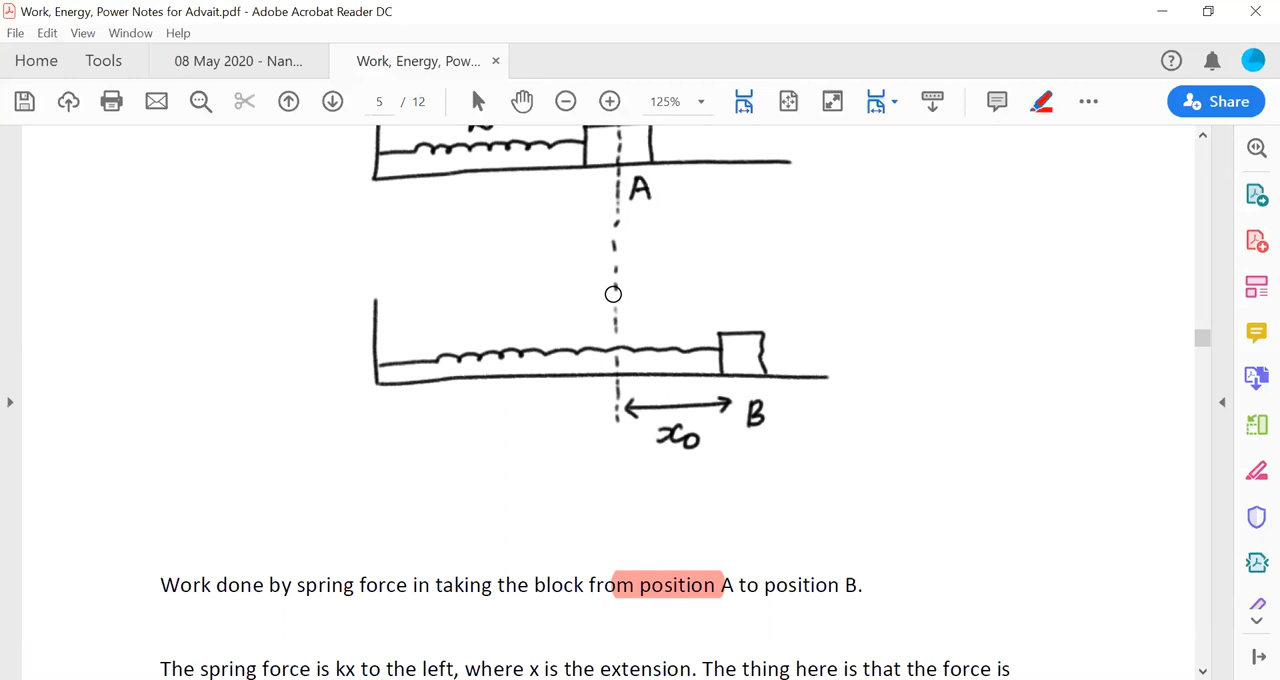 Work, Energy, Power Notes for Advait.pdf - Adobe Acrobat Reader DC
File Edit View Window Help
Home Tools 08 May 2020 - Nan... Work, Energy, Pow... ×
5 / 12 125% Share
A
B
x0
Work done by spring force in taking the block from position A to position B.
The spring force is kx to the left, where x is the extension. The thing here is that the force is